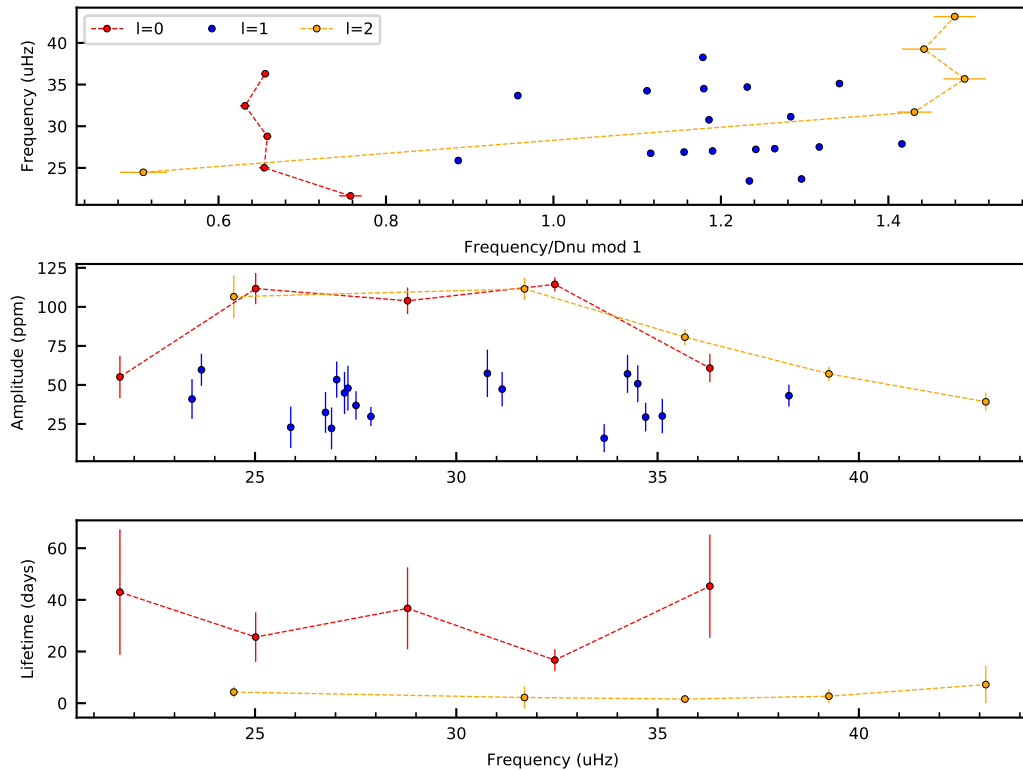 l=0 l=1 l=2
Frequency (uHz)
40
35
30
25
0.6 0.8 1.0 1.2 1.4
Frequency/Dnu mod 1
Amplitude (ppm)
125
100
75
50
25
25 30 35 40
Lifetime (days)
60
40
20
0
25 30 35 40
Frequency (uHz)